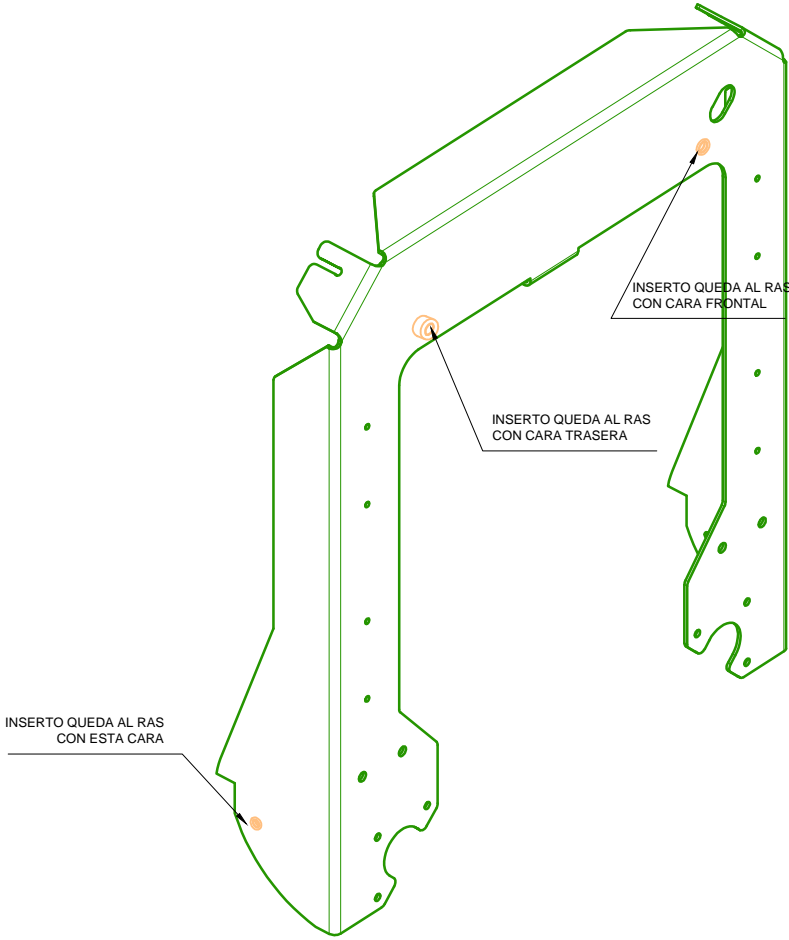 INSERTO QUEDA AL RAS
CON CARA FRONTAL
INSERTO QUEDA AL RAS
CON CARA TRASERA
INSERTO QUEDA AL RAS
CON ESTA CARA